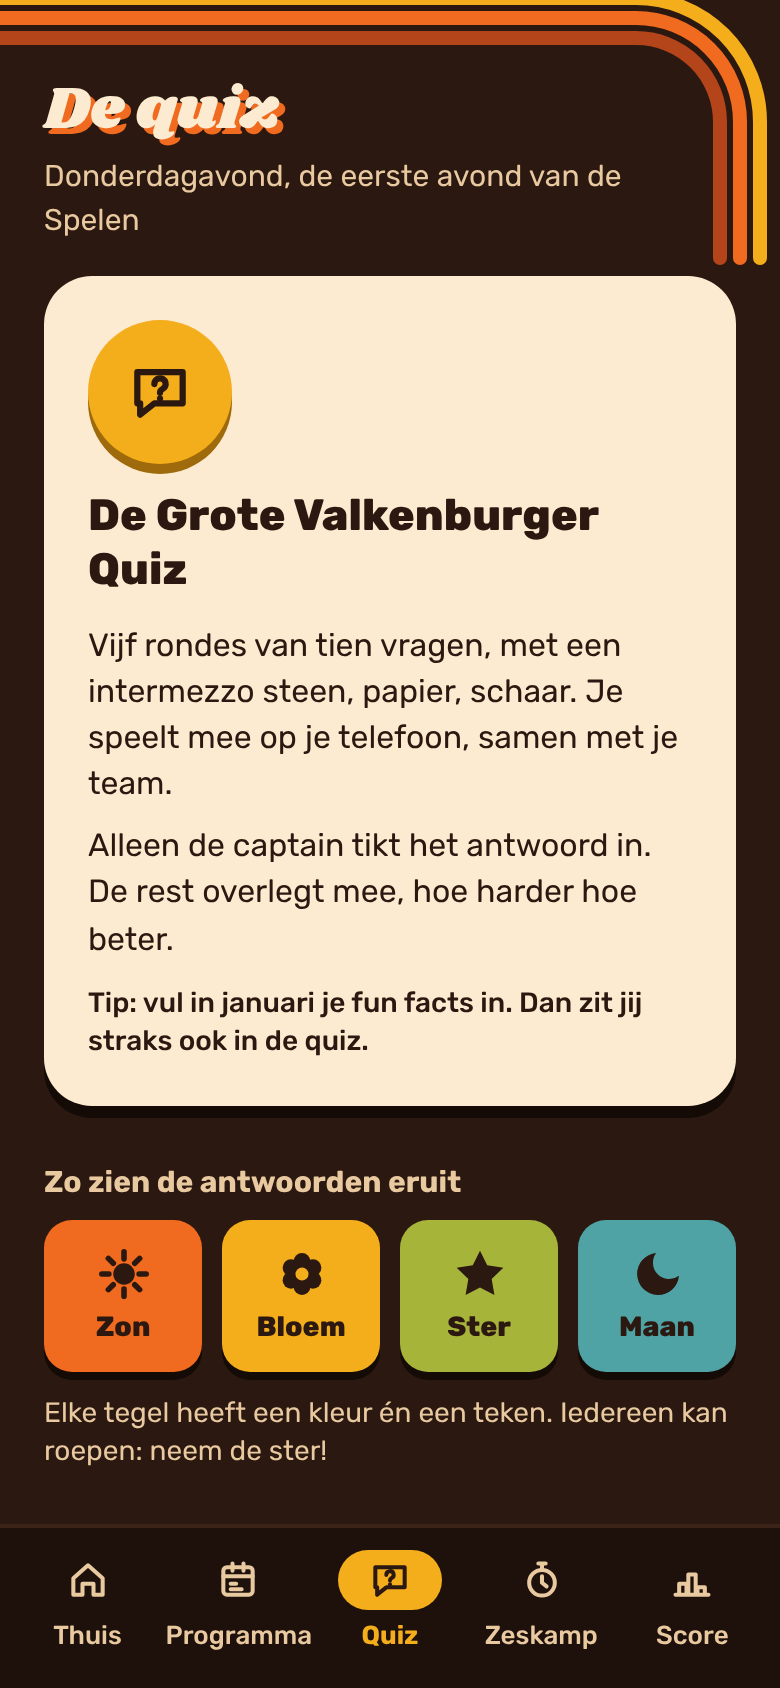 De quiz
Donderdagavond, de eerste avond van de
Spelen
De Grote Valkenburger
Quiz
Vijf rondes van tien vragen, met een
intermezzo steen, papier, schaar. Je
speelt mee op je telefoon, samen met je
team.
Alleen de captain tikt het antwoord in.
De rest overlegt mee, hoe harder hoe
beter.
Tip: vul in januari je fun facts in. Dan zit jij
straks ook in de quiz.
Zo zien de antwoorden eruit
Zon Bloem Ster Maan
Elke tegel heeft een kleur én een teken. Iedereen kan
roepen: neem de ster!
Thuis Programma Quiz Zeskamp Score